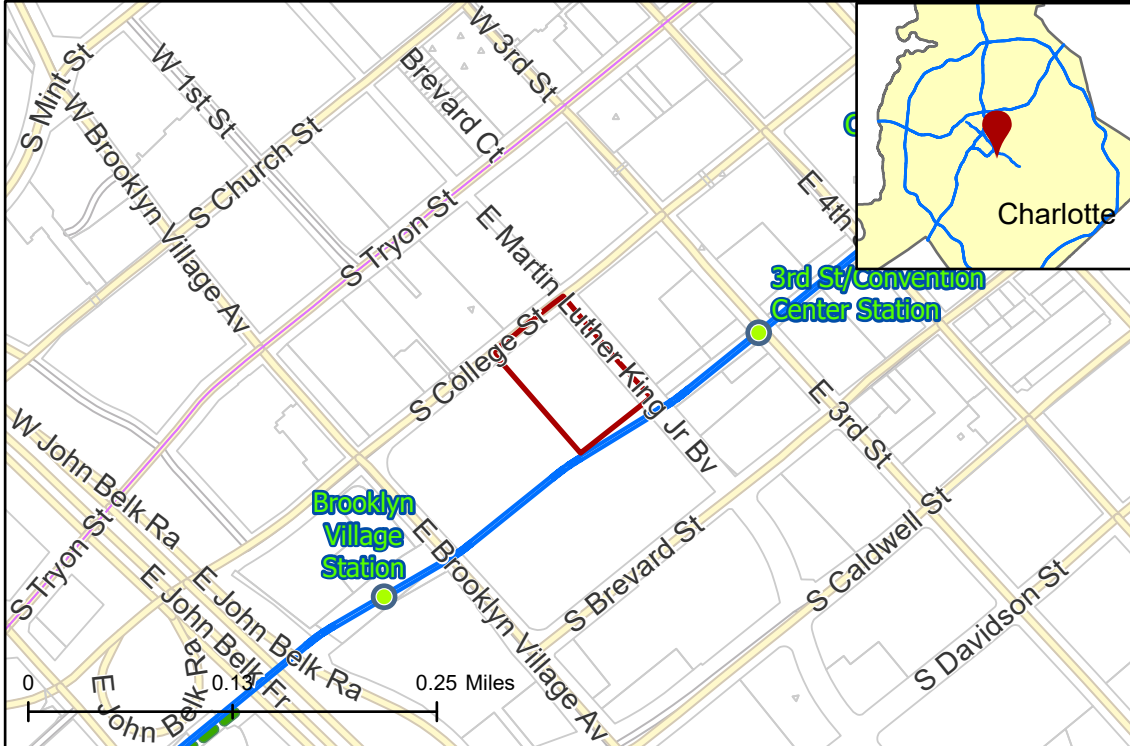 S Mint St
W 1st St
W 3rd St
Brevard Ct
W Brooklyn Village Av
S Church St
S Tryon St
E Martin Luther King Jr Bv
E 4th
Charlotte
3rd St/Convention
Center Station
S College St
E 3rd St
W John Belk Ra
S Tryon St
Brooklyn
Village
Station
E Brooklyn Village Av
S Brevard St
S Caldwell St
S Davidson St
E John Belk Fr
E John Belk Ra
E John Belk Ra
0
0.13
0.25 Miles